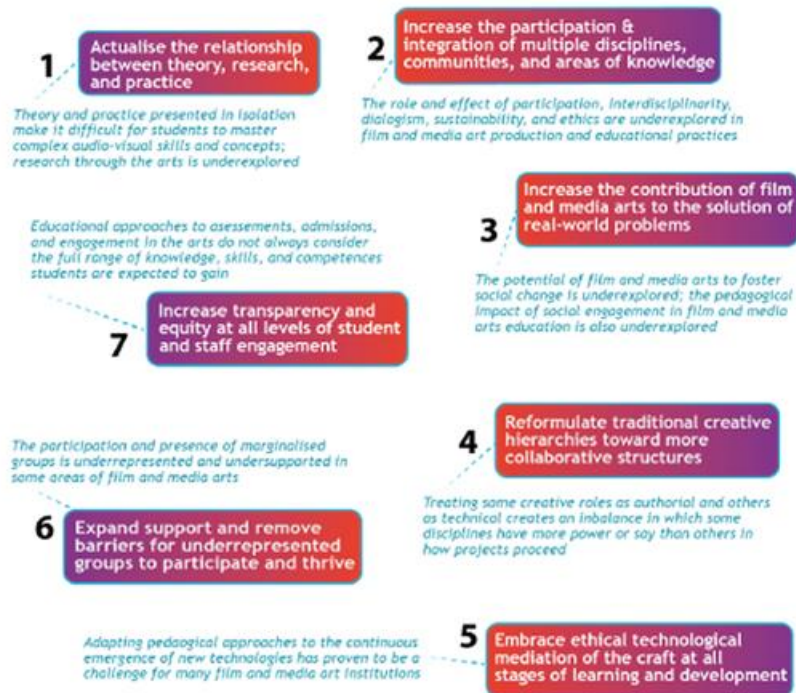 1
Actualise the relationship
between theory, research,
and practice
Theory and practice presented in isolation
make it difficult for students to master
complex audio-visual skills and concepts;
research through the arts is underexplored
2
Increase the participation &
integration of multiple disciplines,
communities, and areas of knowledge
The role and effect of participation, interdisciplinarity,
dialogism, sustainability, and ethics are underexplored in
film and media art production and educational practices
3
Increase the contribution of film
and media arts to the solution of
real-world problems
The potential of film and media arts to foster
social change is underexplored; the pedagogical
impact of social engagement in film and media
arts education is also underexplored
4
Reformulate traditional creative
hierarchies toward more
collaborative structures
Treating some creative roles as authorial and others
as technical creates an inbalance in which some
disciplines have more power or say than others in
how projects proceed
5
Embrace ethical technological
mediation of the craft at all
stages of learning and development
Adapting pedaogical approaches to the continuous
emergence of new technologies has proven to be a
challenge for many film and media art institutions
6
Expand support and remove
barriers for underrepresented
groups to participate and thrive
The participation and presence of marginalised
groups is underrepresented and undersupported in
some areas of film and media arts
7
Increase transparency and
equity at all levels of student
and staff engagement
Educational approaches to asessements, admissions,
and engagement in the arts do not always consider
the full range of knowledge, skills, and competences
students are expected to gain